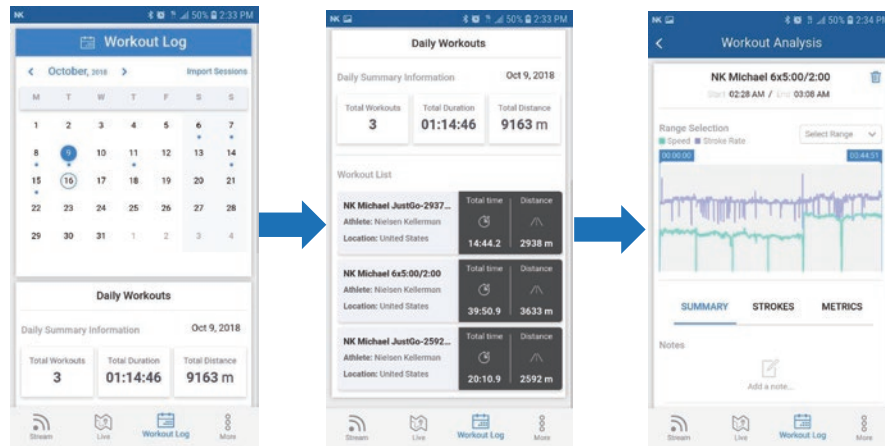 NK 50% 2:33 PM
Workout Log
< October, 2018 > Import Sessions
M T W T F S S
1 2 3 4 5 6 7
8 9 10 11 12 13 14
15 16 17 18 19 20 21
22 23 24 25 26 27 28
29 30 31 1 2 3 4
Daily Workouts
Daily Summary Information Oct 9, 2018
Total Workouts Total Duration Total Distance
3 01:14:46 9163 m
Stream Live Workout Log More
NK 50% 2:33 PM
Daily Workouts
Daily Summary Information Oct 9, 2018
Total Workouts Total Duration Total Distance
3 01:14:46 9163 m
Workout List
NK Michael JustGo-2937... Total time Distance
Athlete: Nielsen Kellerman
Location: United States 14:44.2 2938 m
NK Michael 6x5:00/2:00 Total time Distance
Athlete: Nielsen Kellerman
Location: United States 39:50.9 3633 m
NK Michael JustGo-2592... Total time Distance
Athlete: Nielsen Kellerman
Location: United States 20:10.9 2592 m
Stream Live Workout Log More
NK 50% 2:34 PM
< Workout Analysis
NK Michael 6x5:00/2:00
Start 02:28 AM / End 03:08 AM
Range Selection
Speed Stroke Rate Select Range
00:00:00 02:44:51
SUMMARY STROKES METRICS
Notes
Add a note...
Stream Live Workout Log More